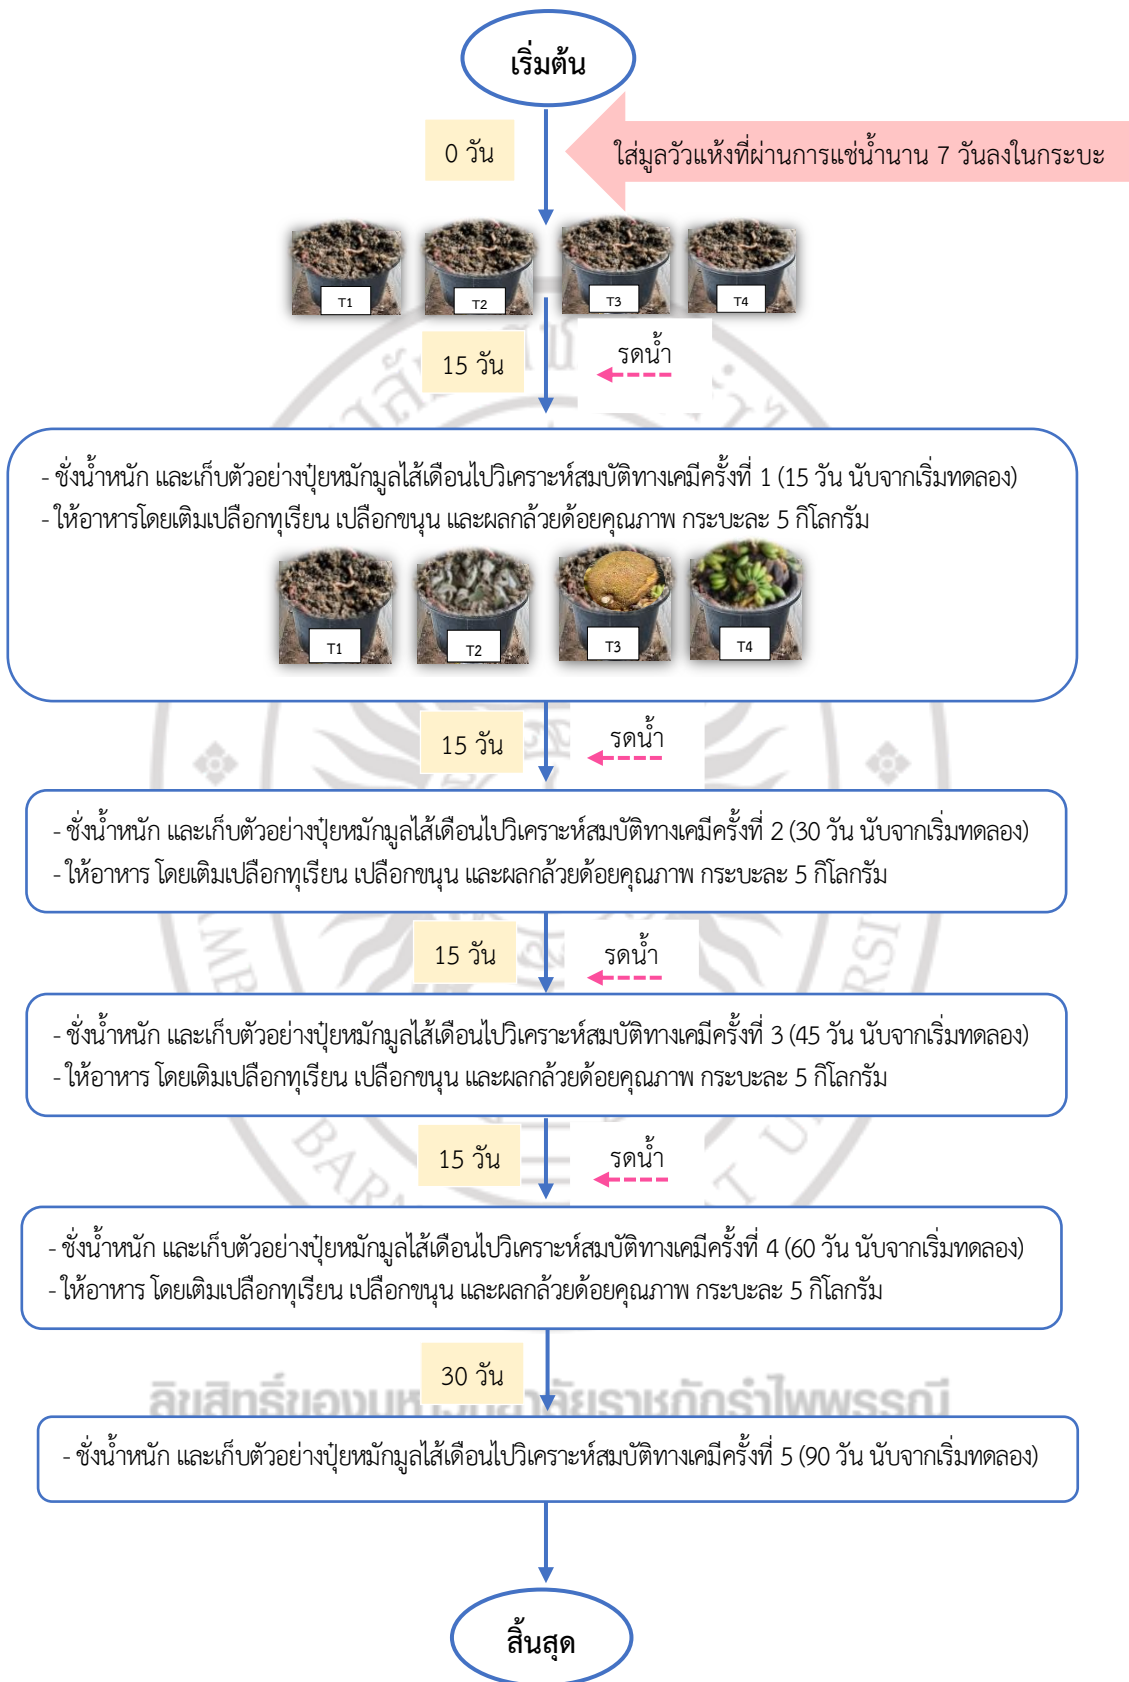 เริ่มต้น
0 วัน
ใส่มูลวัวแห้งที่ผ่านการแช่น้ำนาน 7 วันลงในกระบะ
T1
T2
T3
T4
15 วัน
รดน้ำ
- ชั่งน้ำหนัก และเก็บตัวอย่างปุ๋ยหมักมูลไส้เดือนไปวิเคราะห์สมบัติทางเคมีครั้งที่ 1 (15 วัน นับจากเริ่มทดลอง)
- ให้อาหารโดยเติมเปลือกทุเรียน เปลือกขนุน และผลกล้วยด้อยคุณภาพ กระบะละ 5 กิโลกรัม
T1
T2
T3
T4
15 วัน
รดน้ำ
- ชั่งน้ำหนัก และเก็บตัวอย่างปุ๋ยหมักมูลไส้เดือนไปวิเคราะห์สมบัติทางเคมีครั้งที่ 2 (30 วัน นับจากเริ่มทดลอง)
- ให้อาหาร โดยเติมเปลือกทุเรียน เปลือกขนุน และผลกล้วยด้อยคุณภาพ กระบะละ 5 กิโลกรัม
15 วัน
รดน้ำ
- ชั่งน้ำหนัก และเก็บตัวอย่างปุ๋ยหมักมูลไส้เดือนไปวิเคราะห์สมบัติทางเคมีครั้งที่ 3 (45 วัน นับจากเริ่มทดลอง)
- ให้อาหาร โดยเติมเปลือกทุเรียน เปลือกขนุน และผลกล้วยด้อยคุณภาพ กระบะละ 5 กิโลกรัม
15 วัน
รดน้ำ
- ชั่งน้ำหนัก และเก็บตัวอย่างปุ๋ยหมักมูลไส้เดือนไปวิเคราะห์สมบัติทางเคมีครั้งที่ 4 (60 วัน นับจากเริ่มทดลอง)
- ให้อาหาร โดยเติมเปลือกทุเรียน เปลือกขนุน และผลกล้วยด้อยคุณภาพ กระบะละ 5 กิโลกรัม
30 วัน
ลิขสิทธิ์ของมหาวิทยาลัยราชภัฏรำไพพรรณี
- ชั่งน้ำหนัก และเก็บตัวอย่างปุ๋ยหมักมูลไส้เดือนไปวิเคราะห์สมบัติทางเคมีครั้งที่ 5 (90 วัน นับจากเริ่มทดลอง)
สิ้นสุด